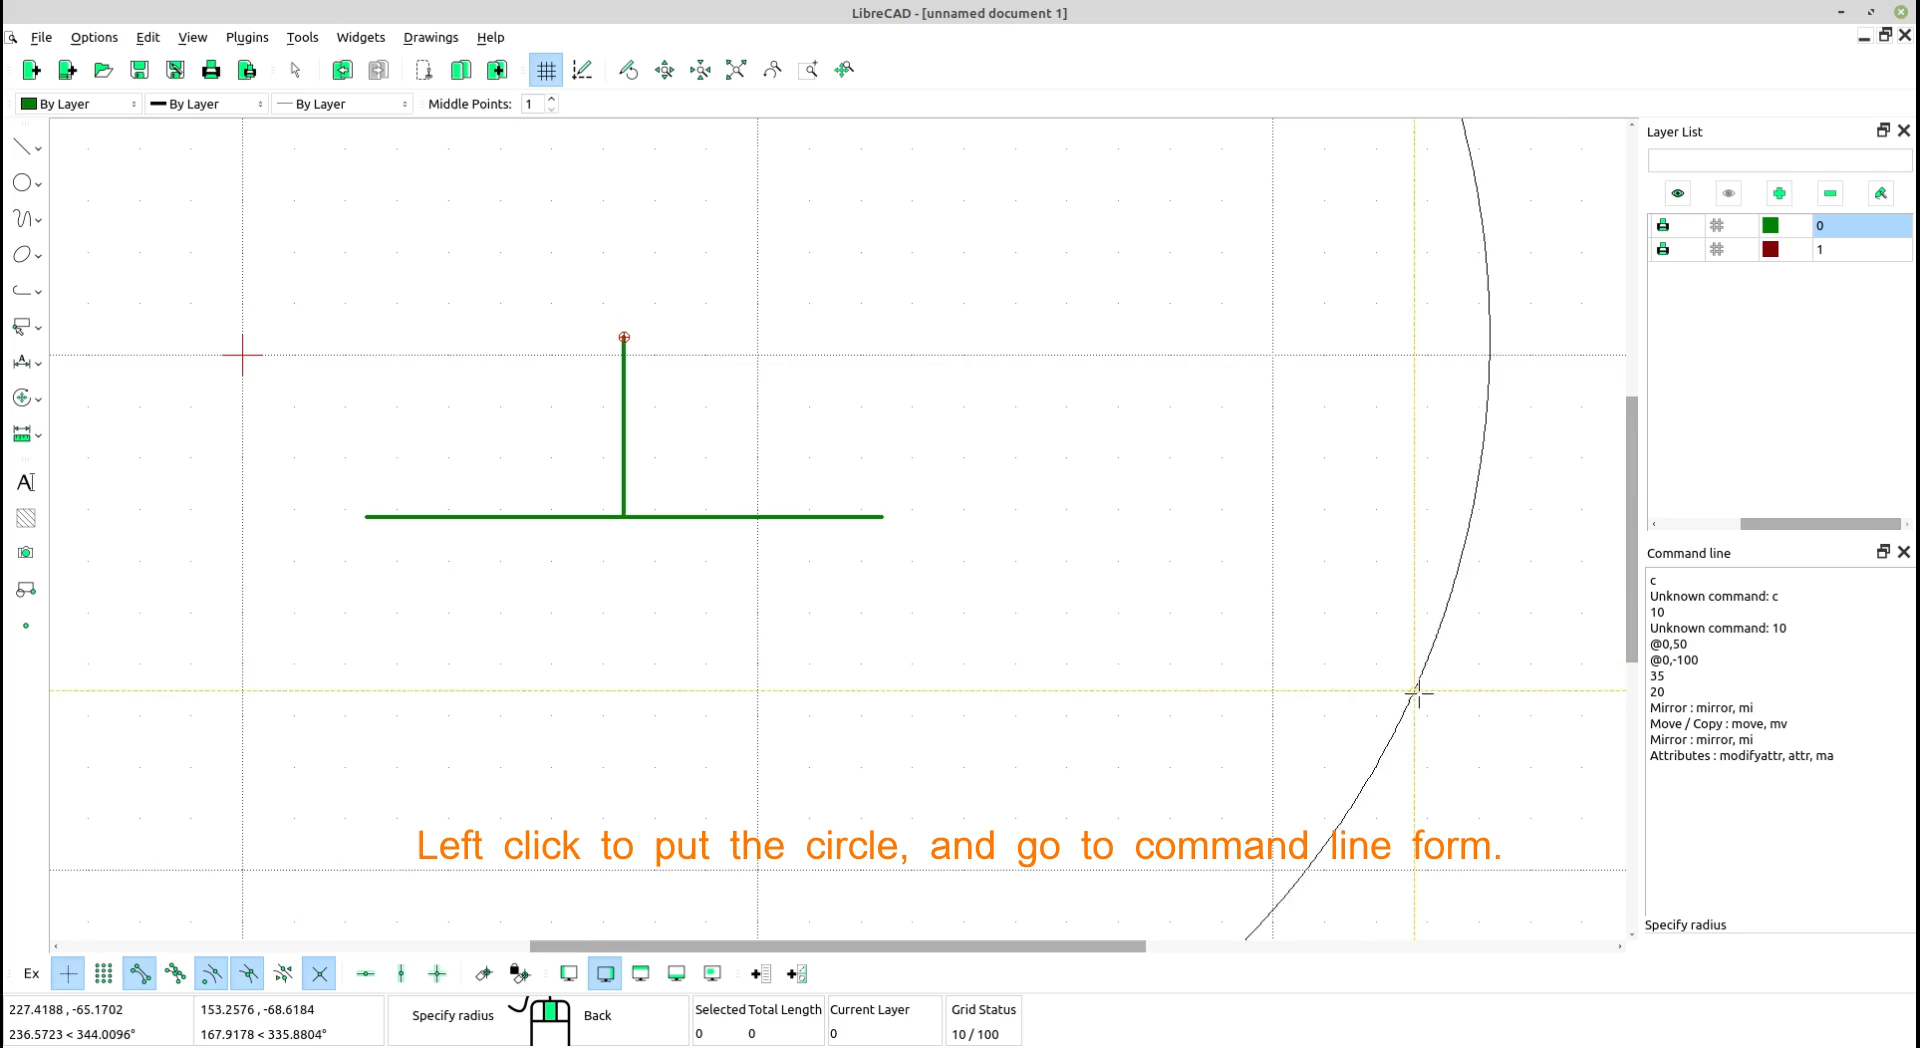 LibreCAD - [unnamed document 1]
File Options Edit View Plugins Tools Widgets Drawings Help
By Layer By Layer By Layer Middle Points: 1
Layer List
0
1
Command line
c
Unknown command: c
10
Unknown command: 10
@0,50
@0,-100
35
20
Mirror : mirror, mi
Move / Copy : move, mv
Mirror : mirror, mi
Attributes : modifyattr, attr, ma
Left click to put the circle, and go to command line form.
Specify radius
Ex
227.4188 , -65.1702
236.5723 < 344.0096°
153.2576 , -68.6184
167.9178 < 335.8804°
Specify radius
Back
Selected Total Length
0 0
Current Layer
0
Grid Status
10 / 100